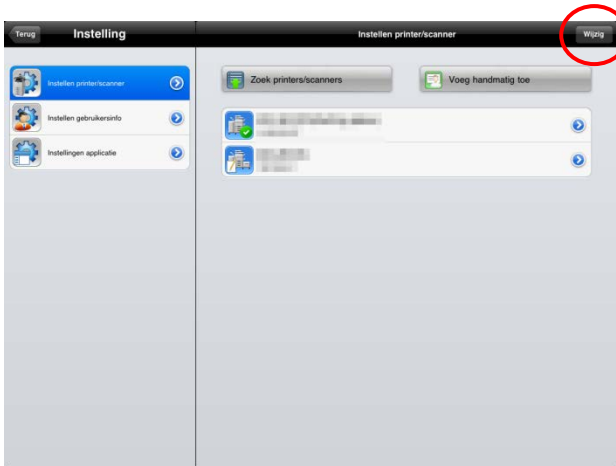 Terug
Instelling
Instellen printer/scanner
Wijzig
Instellen printer/scanner
Instellen gebruikersinfo
Instellingen applicatie
Zoek printers/scanners
Voeg handmatig toe